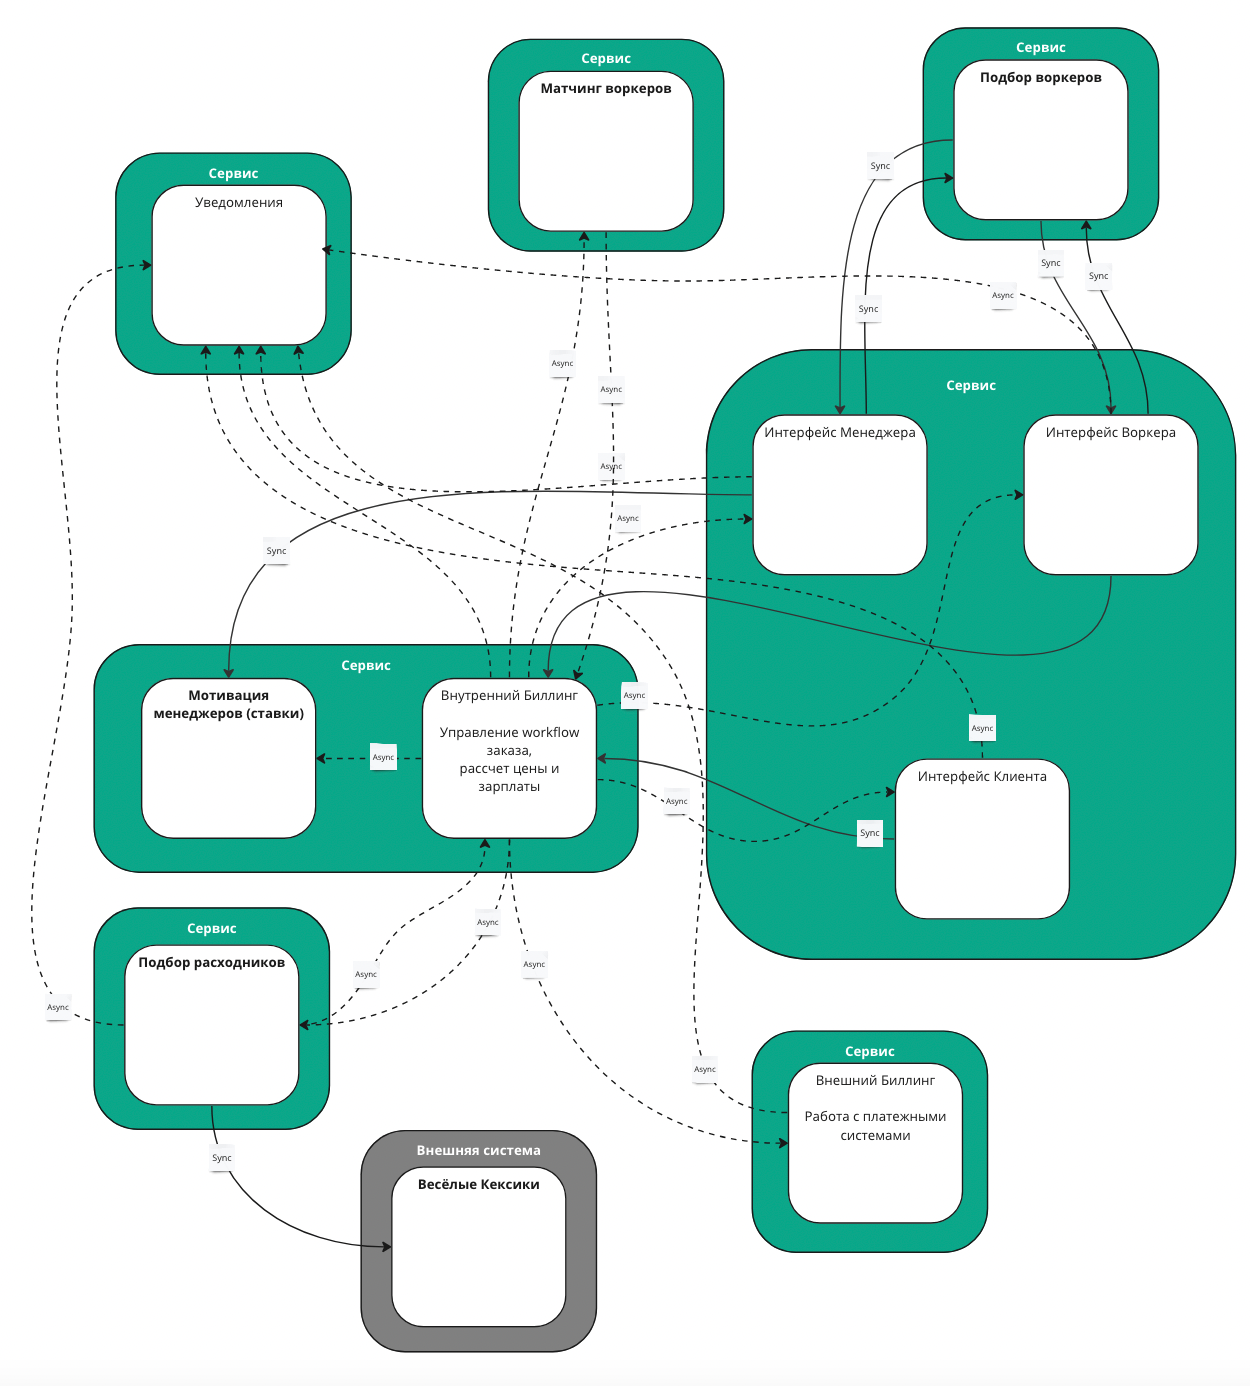 Сервис
Подбор воркеров
Сервис
Матчинг воркеров
Sync
Сервис
Уведомления
Sync
Sync
Async
Sync
Async
Async
Сервис
Интерфейс Менеджера
Интерфейс Воркера
Async
Async
Sync
Сервис
Мотивация
менеджеров (ставки)
Внутренний Биллинг
Управление workflow
заказа,
рассчет цены и
зарплаты
Async
Async
Async
Интерфейс Клиента
Async
Sync
Сервис
Подбор расходников
Async
Async
Async
Async
Сервис
Внешний Биллинг
Работа с платежными
системами
Async
Sync
Внешняя система
Весёлые Кексики